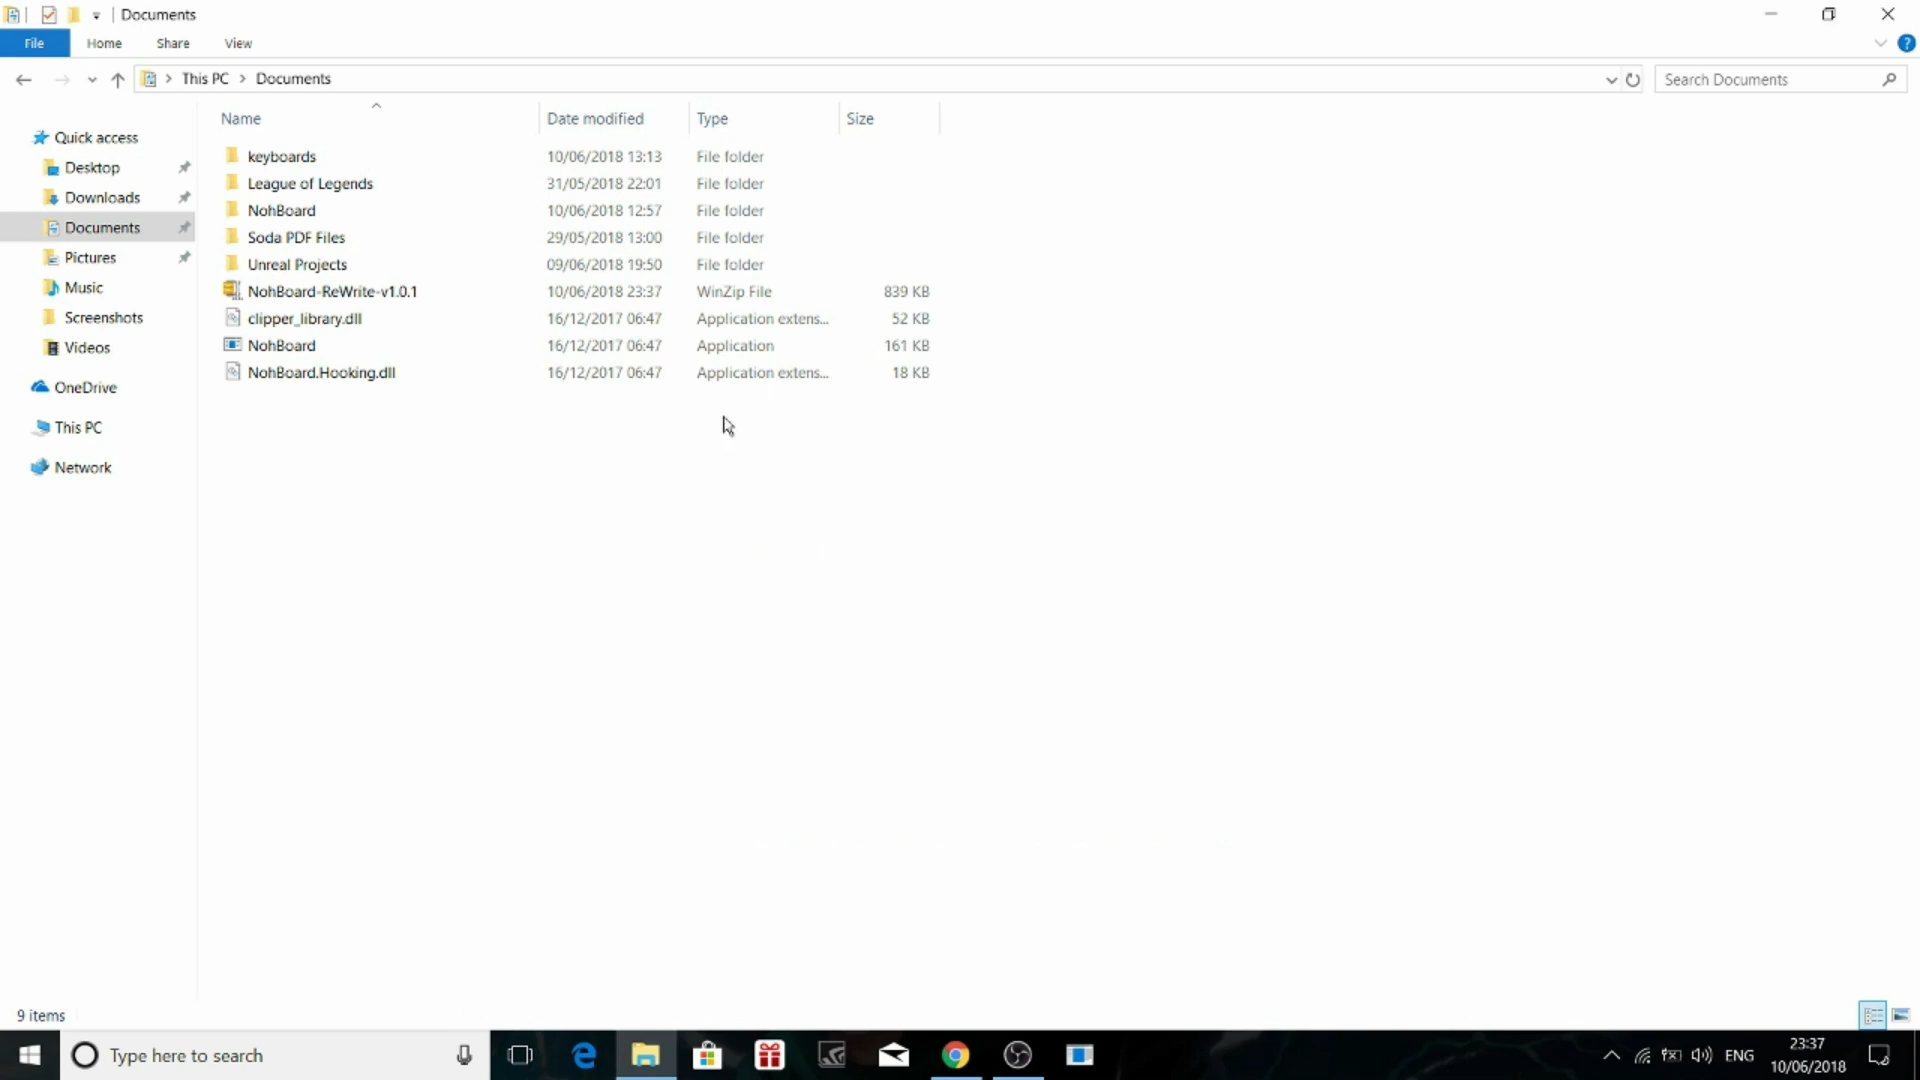 Documents
File Home Share View
This PC > Documents
Search Documents
Name Date modified Type Size
Quick access
Desktop
Downloads
Documents
Pictures
Music
Screenshots
Videos
OneDrive
This PC
Network
keyboards 10/06/2018 13:13 File folder
League of Legends 31/05/2018 22:01 File folder
NohBoard 10/06/2018 12:57 File folder
Soda PDF Files 29/05/2018 13:00 File folder
Unreal Projects 09/06/2018 19:50 File folder
NohBoard-ReWrite-v1.0.1 10/06/2018 23:37 WinZip File 839 KB
clipper_library.dll 16/12/2017 06:47 Application extens... 52 KB
NohBoard 16/12/2017 06:47 Application 161 KB
NohBoard.Hooking.dll 16/12/2017 06:47 Application extens... 18 KB
9 items
Type here to search
ENG
23:37
10/06/2018